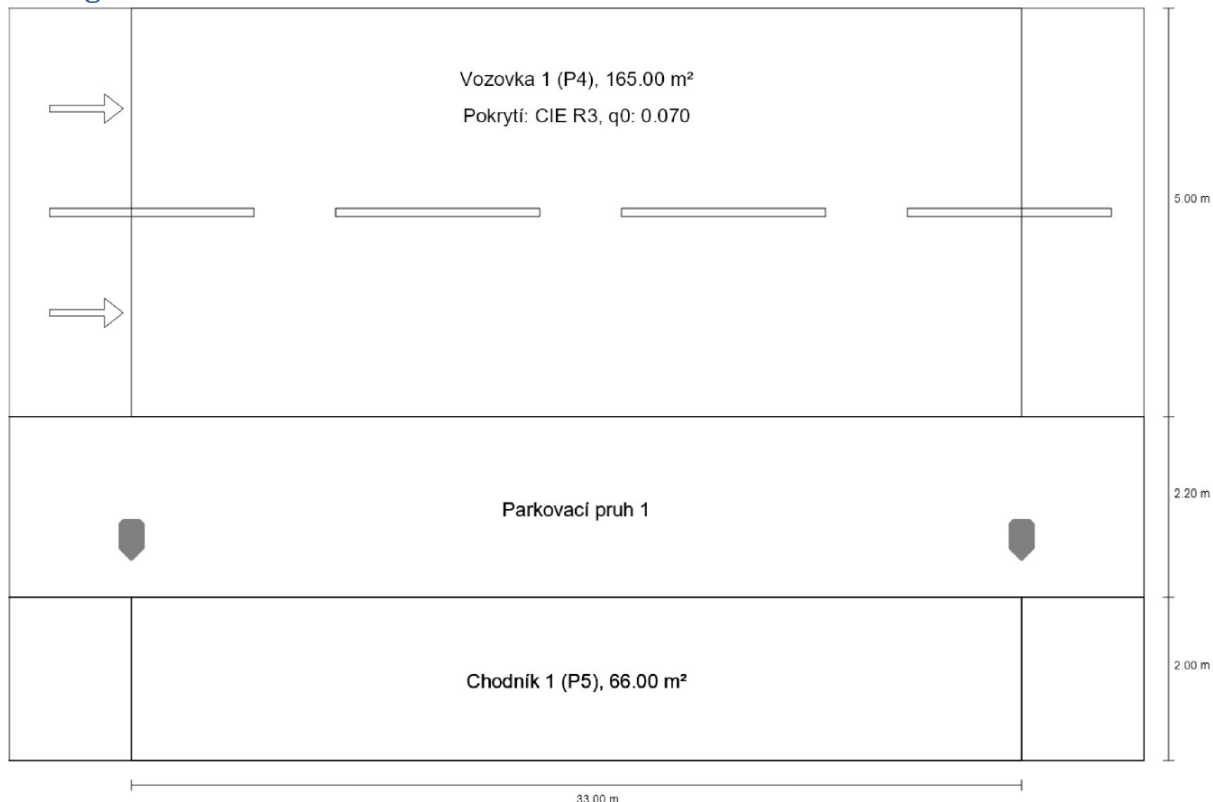 Vozovka 1 (P4), 165.00 m²
Pokrytí: CIE R3, q0: 0.070
5.00 m
Parkovací pruh 1
2.20 m
Chodník 1 (P5), 66.00 m²
2.00 m
33.00 m